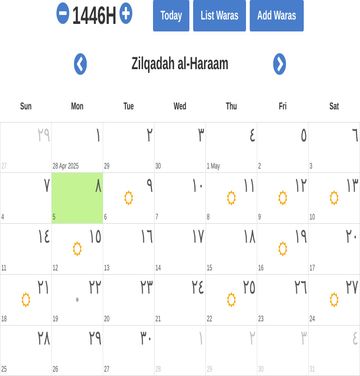 1446H Today List Waras Add Waras
Zilqadah al-Haraam
Sun Mon Tue Wed Thu Fri Sat
٢٩ ١ ٢ ٣ ٤ ٥ ٦
27 28 Apr 2025 29 30 1 May 2 3
٧ ٨ ٩ ١٠ ١١ ١٢ ١٣
4 5 6 7 8 9 10
١٤ ١٥ ١٦ ١٧ ١٨ ١٩ ٢٠
11 12 13 14 15 16 17
٢١ ٢٢ ٢٣ ٢٤ ٢٥ ٢٦ ٢٧
18 19 20 21 22 23 24
٢٨ ٢٩ ٣٠ ١ ٢ ٣ ٤
25 26 27 28 29 30 31